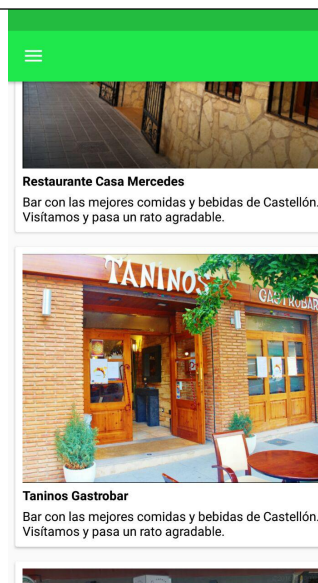 Restaurante Casa Mercedes
Bar con las mejores comidas y bebidas de Castellón.
Visítamos y pasa un rato agradable.
TANINOS
GASTROBAR
Taninos Gastrobar
Bar con las mejores comidas y bebidas de Castellón.
Visítamos y pasa un rato agradable.